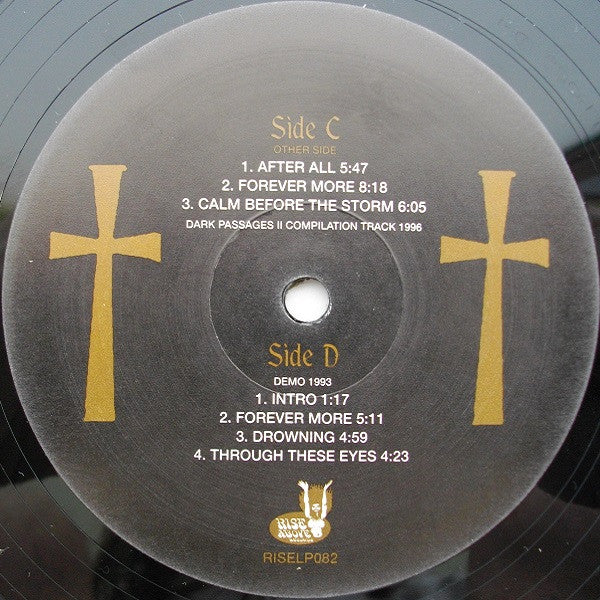 Side C
OTHER SIDE
1. AFTER ALL 5:47
2. FOREVER MORE 8:18
3. CALM BEFORE THE STORM 6:05
DARK PASSAGES II COMPILATION TRACK 1996
Side D
DEMO 1993
1. INTRO 1:17
2. FOREVER MORE 5:11
3. DROWNING 4:59
4. THROUGH THESE EYES 4:23
RISE
ABOVE
RISELP082